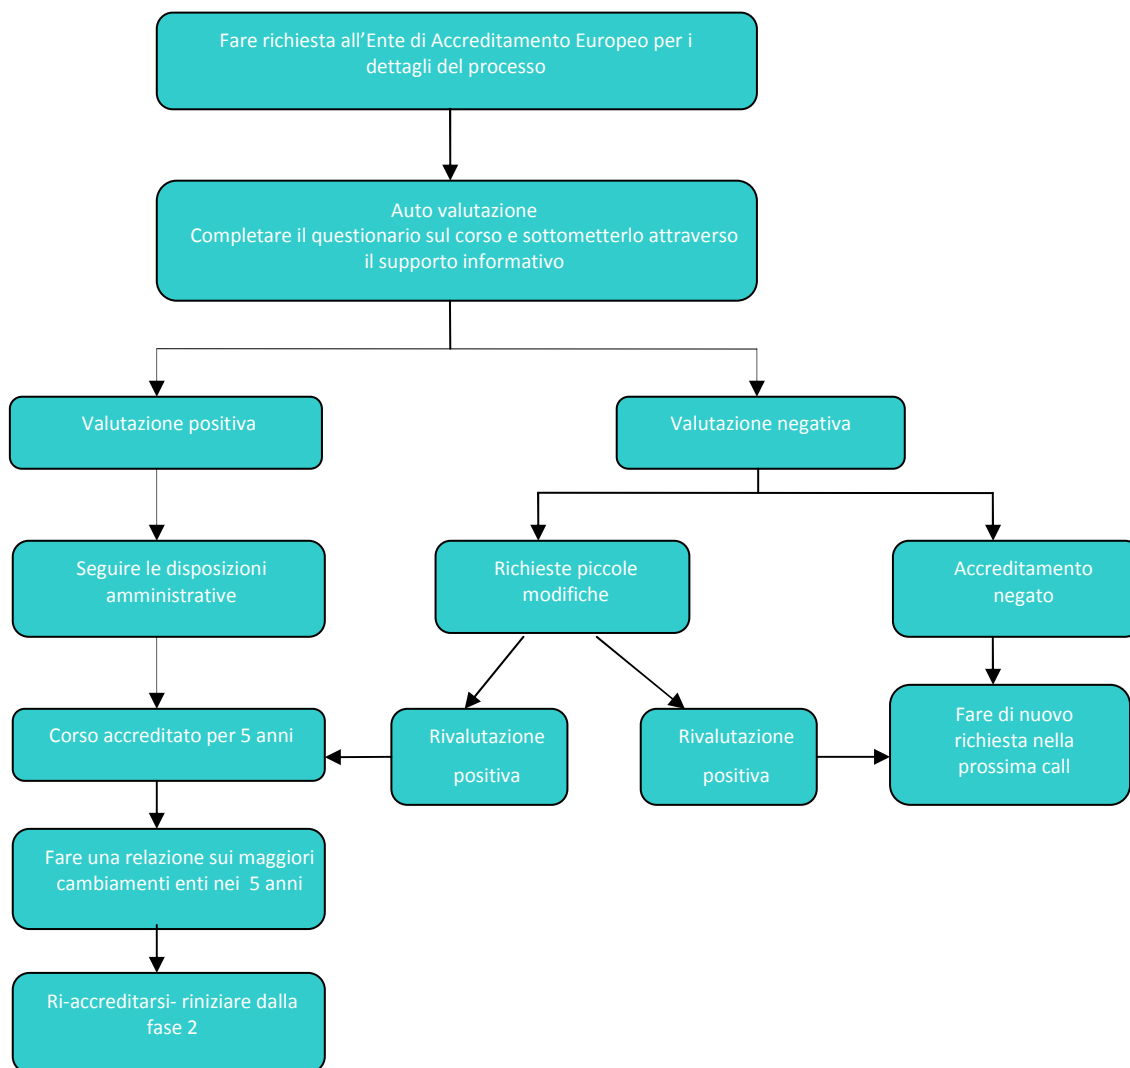 Fare richiesta all'Ente di Accreditamento Europeo per i
dettagli del processo
Auto valutazione
Completare il questionario sul corso e sottometterlo attraverso
il supporto informativo
Valutazione positiva
Valutazione negativa
Seguire le disposizioni
amministrative
Richieste piccole
modifiche
Accreditamento
negato
Corso accreditato per 5 anni
Rivalutazione
positiva
Rivalutazione
positiva
Fare di nuovo
richiesta nella
prossima call
Fare una relazione sui maggiori
cambiamenti enti nei 5 anni
Ri-accreditarsi- riniziare dalla
fase 2